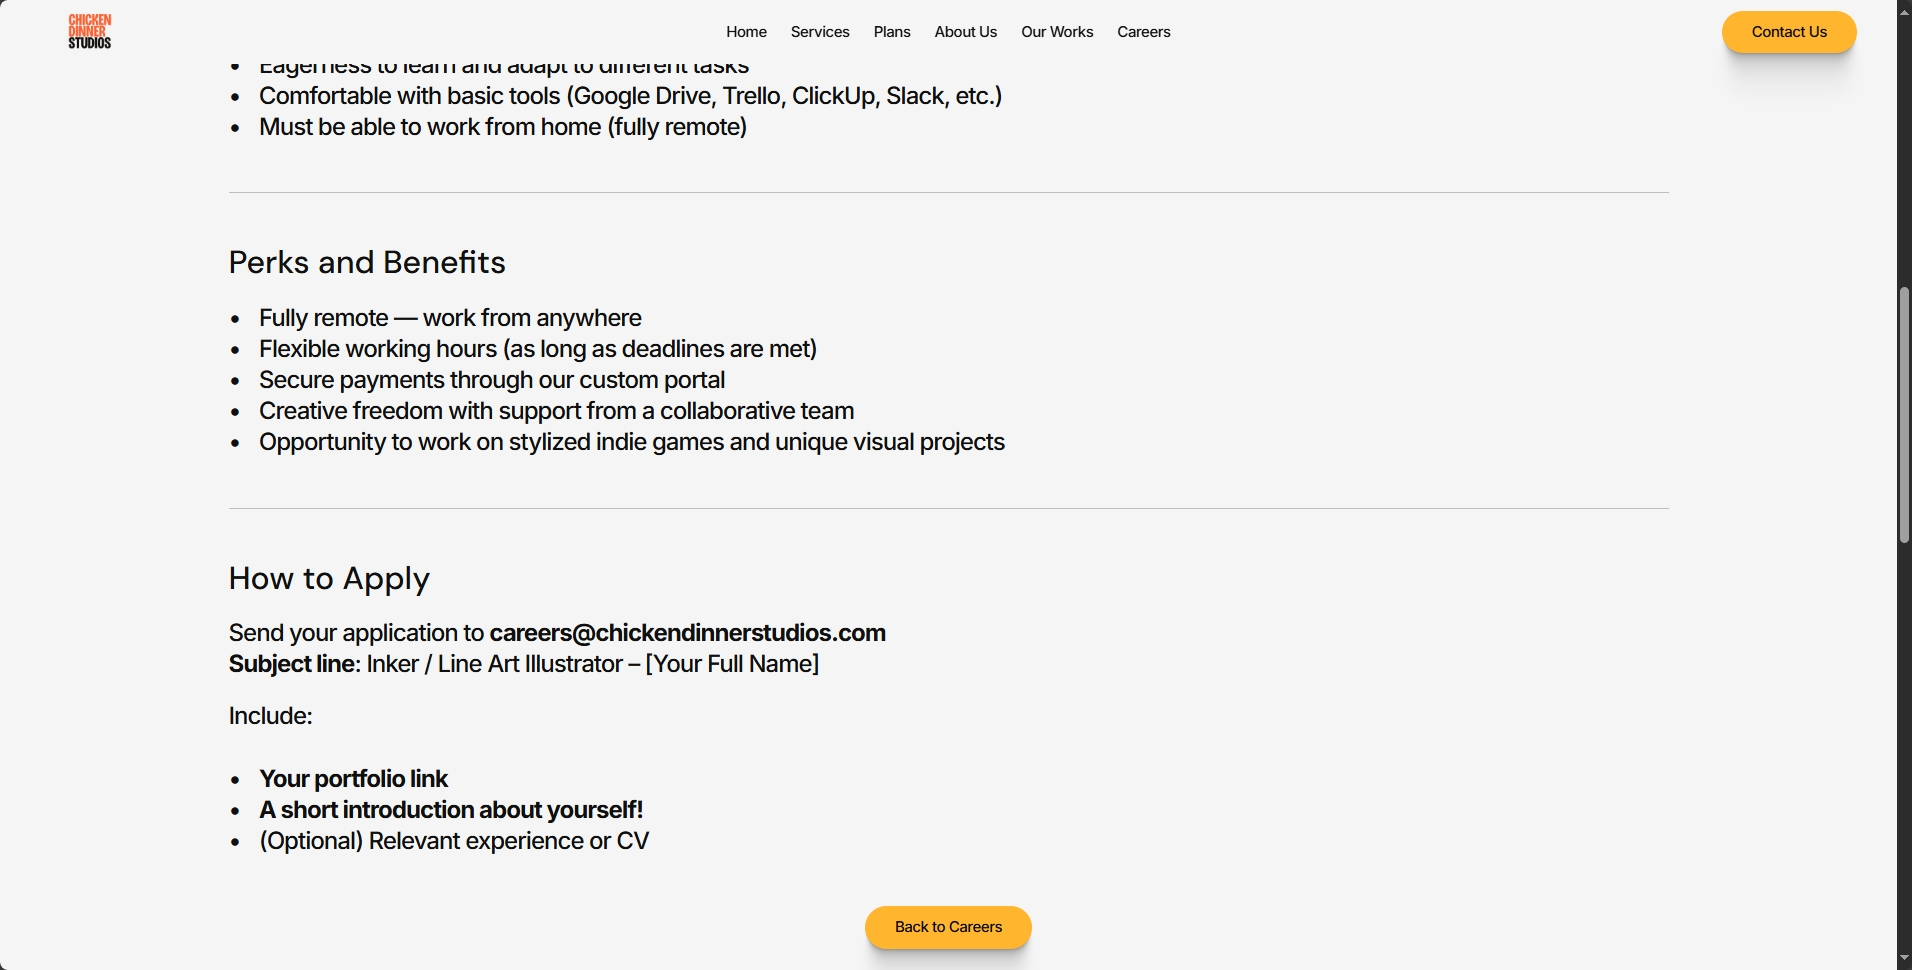 CHICKEN
DINNER
STUDIOS
Home
Services
Plans
About Us
Our Works
Careers
Contact Us
• Eagerness to learn and adapt to different tasks
• Comfortable with basic tools (Google Drive, Trello, ClickUp, Slack, etc.)
• Must be able to work from home (fully remote)
Perks and Benefits
• Fully remote — work from anywhere
• Flexible working hours (as long as deadlines are met)
• Secure payments through our custom portal
• Creative freedom with support from a collaborative team
• Opportunity to work on stylized indie games and unique visual projects
How to Apply
Send your application to careers@chickendinnerstudios.com
Subject line: Inker / Line Art Illustrator – [Your Full Name]
Include:
• Your portfolio link
• A short introduction about yourself!
• (Optional) Relevant experience or CV
Back to Careers